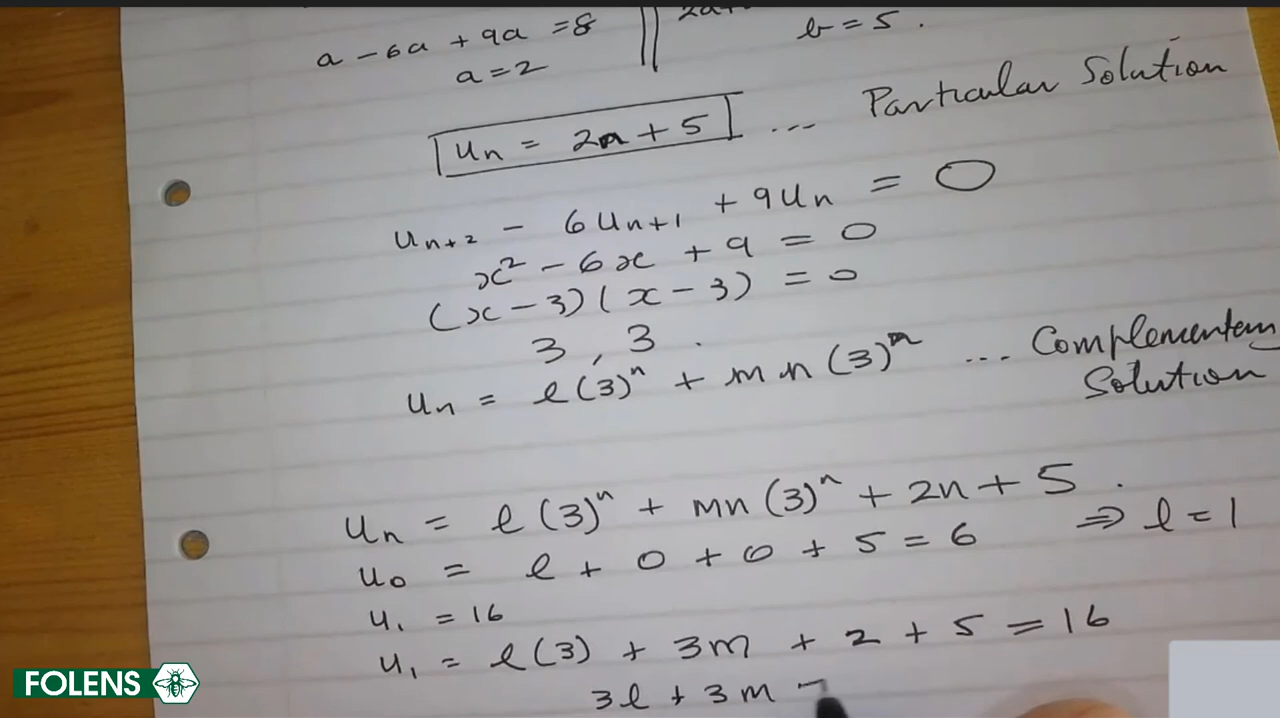 a - 6a + 9a = 8
b = 5 .
a = 2
Un = 2n + 5 ... Particular Solution
Un+2 - 6Un+1 + 9Un = 0
x² - 6x + 9 = 0
(x - 3)(x - 3) = 0
3 , 3 .
Un = l(3)ⁿ + mn(3)ⁿ ... Complementary
Solution
Un = l(3)ⁿ + mn(3)ⁿ + 2n + 5 .
U0 = l + 0 + 0 + 5 = 6 ⇒ l = 1
U1 = 16
U1 = l(3) + 3m + 2 + 5 = 16
3l + 3m
FOLENS